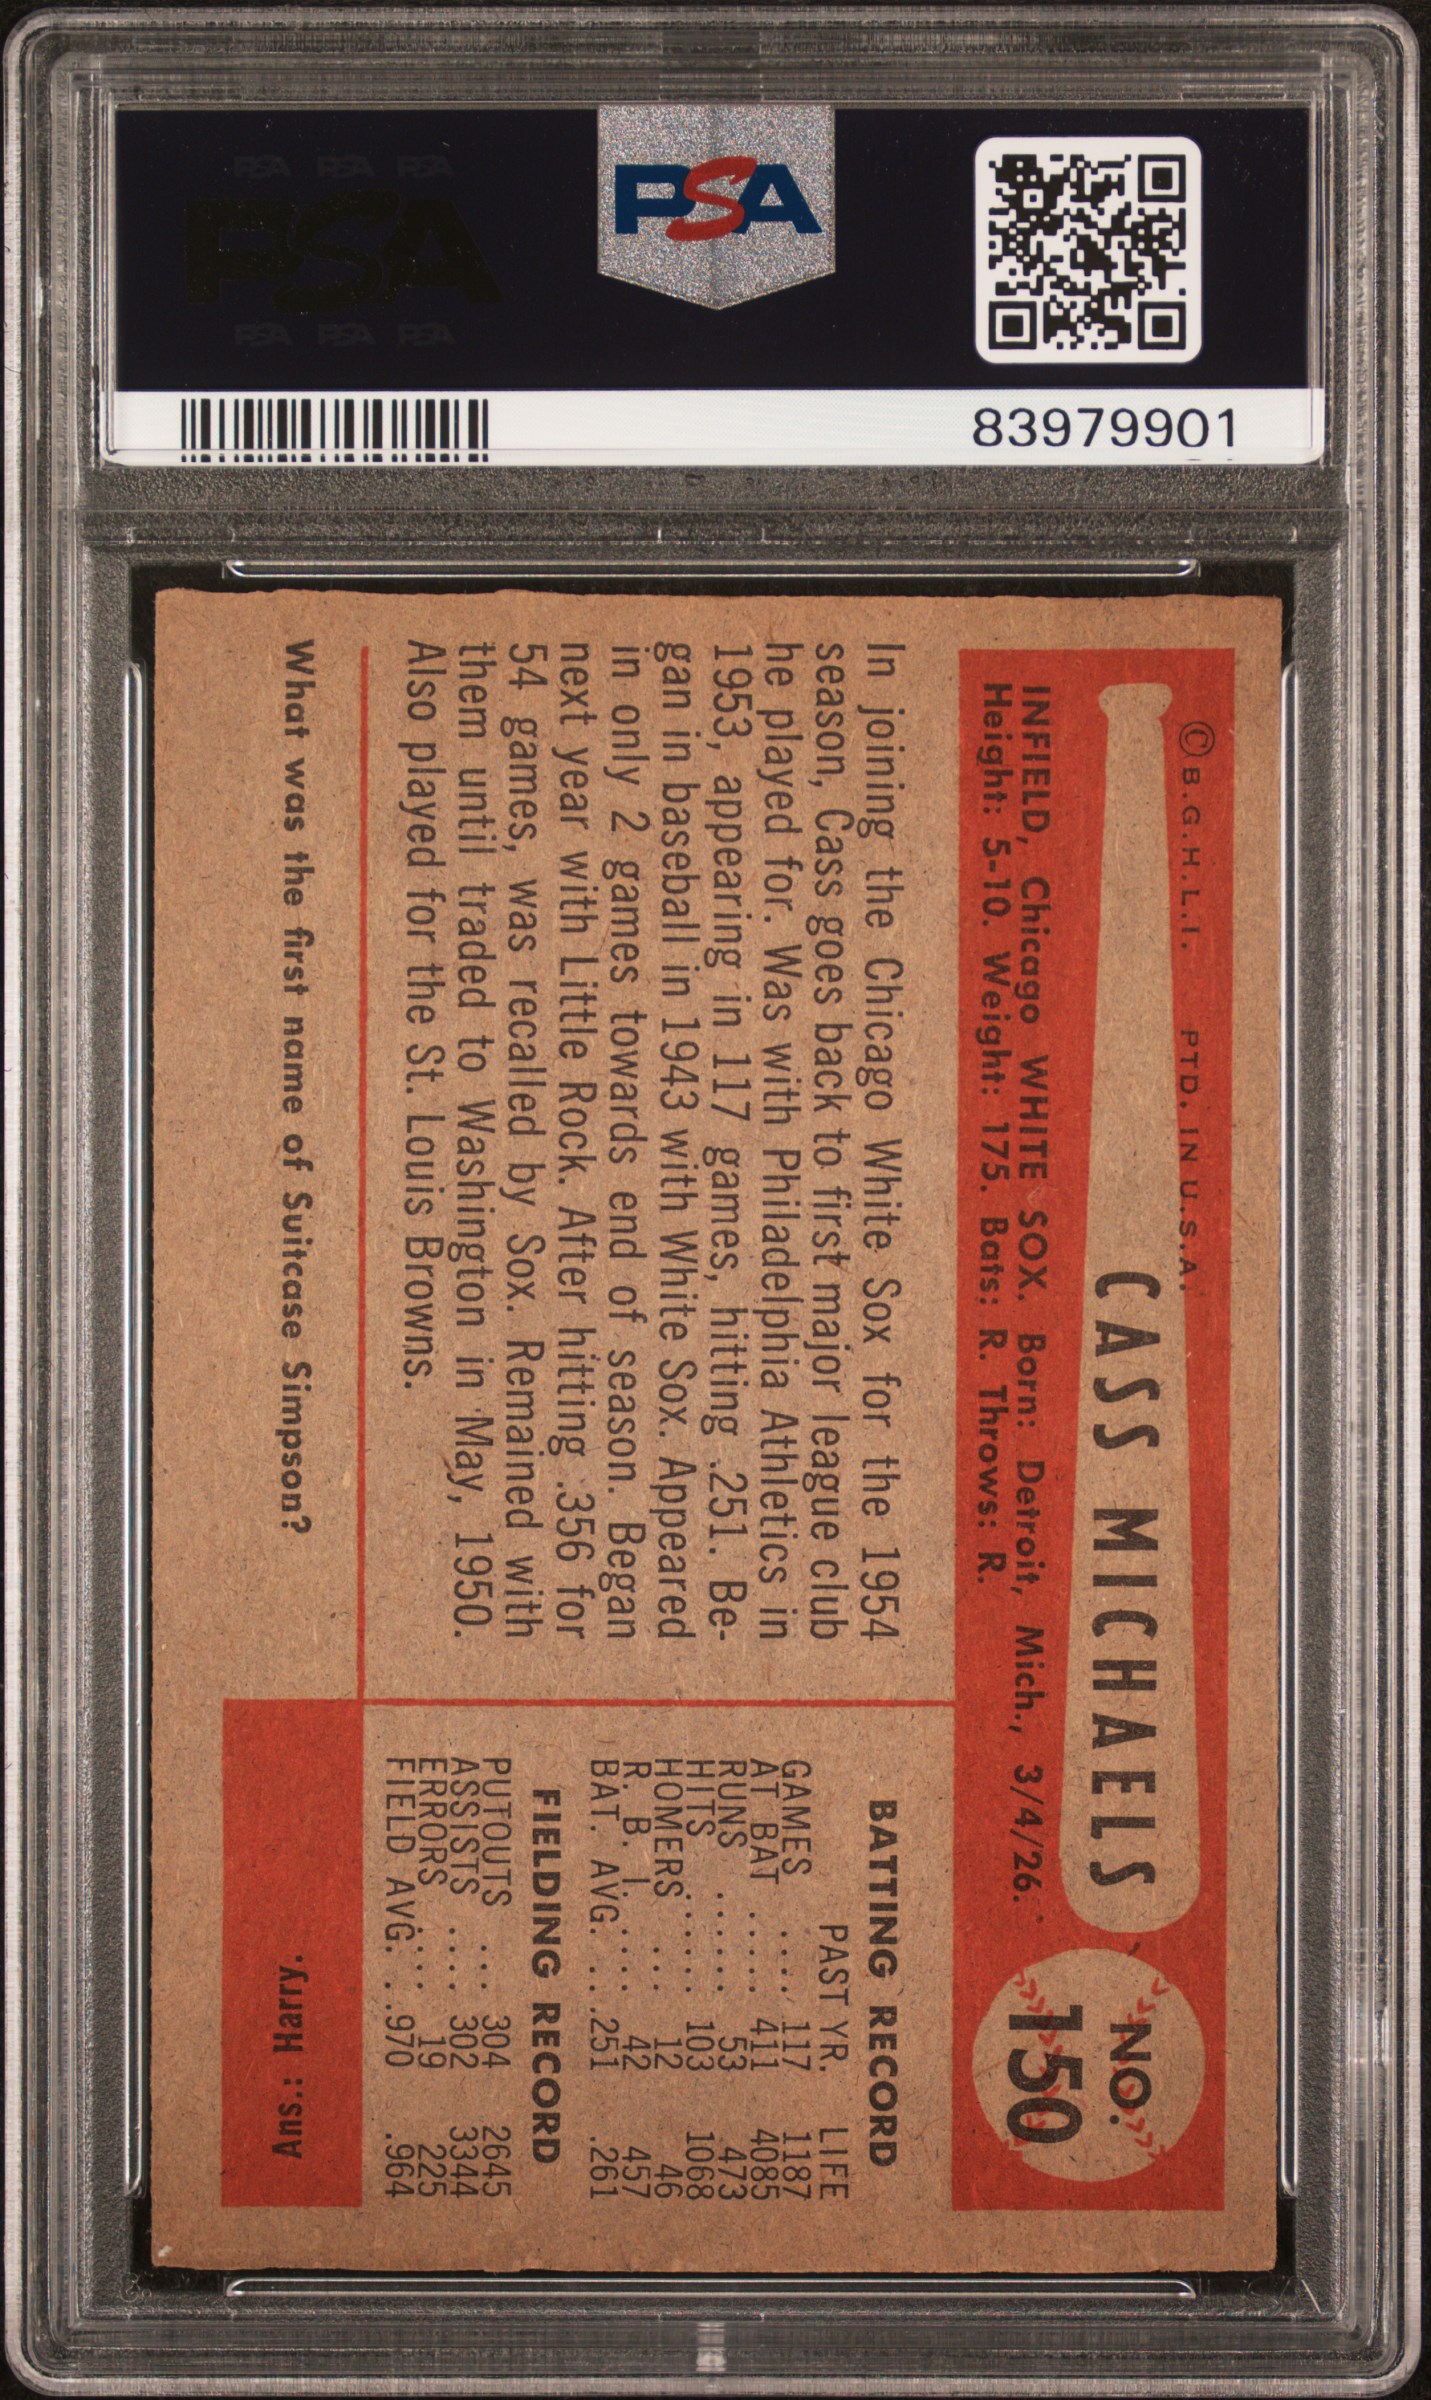 PSA PSA PSA
PSA
PSA PSA PSA
PSA
83979901
© B.G.H.L.I. PTD. IN U.S.A.
CASS MICHAELS
NO.
150
INFIELD, Chicago WHITE SOX. Born: Detroit, Mich., 3/4/26.
Height: 5-10. Weight: 175. Bats: R. Throws: R.
In joining the Chicago White Sox for the 1954
season, Cass goes back to first major league club
he played for. Was with Philadelphia Athletics in
1953, appearing in 117 games, hitting .251. Be-
gan in baseball in 1943 with White Sox. Appeared
in only 2 games towards end of season. Began
next year with Little Rock. After hitting .356 for
54 games, was recalled by Sox. Remained with
them until traded to Washington in May, 1950.
Also played for the St. Louis Browns.
BATTING RECORD
PAST YR. LIFE
GAMES .... 117 1187
AT BAT ..... 411 4085
RUNS ...... 53 473
HITS ...... 103 1068
HOMERS .... 12 46
R. B. I. .... 42 457
BAT. AVG. ... .251 .261
FIELDING RECORD
PUTOUTS ... 304 2645
ASSISTS .... 302 3344
ERRORS .... 19 225
FIELD AVG. . .970 .964
What was the first name of Suitcase Simpson?
Ans.: Harry.